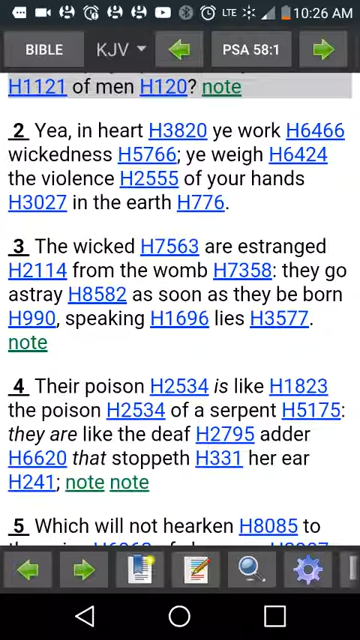 LTE 10:26 AM
BIBLE KJV PSA 58:1
H1121 of men H120? note
2 Yea, in heart H3820 ye work H6466
wickedness H5766; ye weigh H6424
the violence H2555 of your hands
H3027 in the earth H776.
3 The wicked H7563 are estranged
H2114 from the womb H7358: they go
astray H8582 as soon as they be born
H990, speaking H1696 lies H3577.
note
4 Their poison H2534 is like H1823
the poison H2534 of a serpent H5175:
they are like the deaf H2795 adder
H6620 that stoppeth H331 her ear
H241; note note
5 Which will not hearken H8085 to